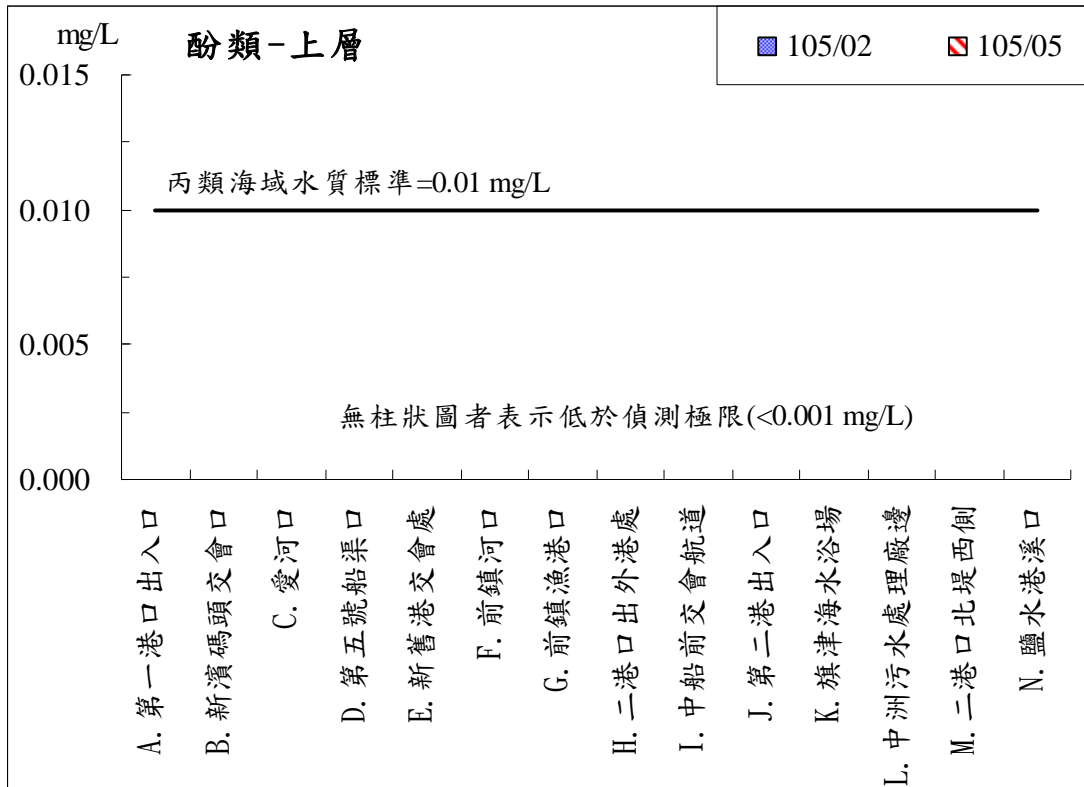 mg/L
酚類-上層
105/02
105/05
0.015
丙類海域水質標準=0.01 mg/L
0.010
0.005
無柱狀圖者表示低於偵測極限(<0.001 mg/L)
0.000
A. 第一港口出入口
B. 新濱碼頭交會口
C. 愛河口
D. 第五號船渠口
E. 新舊港交會處
F. 前鎮河口
G. 前鎮漁港口
H. 二港口出外港處
I. 中船前交會航道
J. 第二港出入口
K. 旗津海水浴場
L. 中洲污水處理廠邊
M. 二港口北堤西側
N. 鹽水港溪口